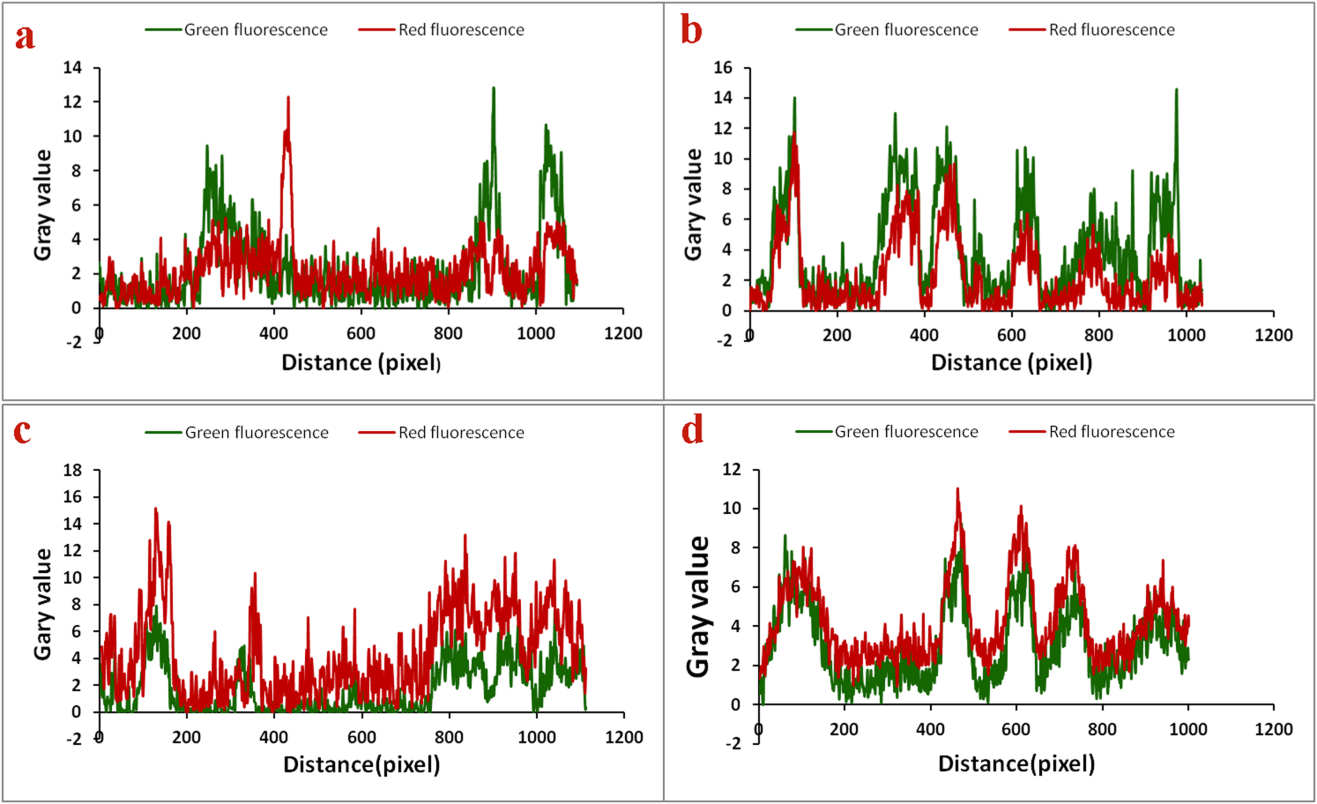 a
Green fluorescence Red fluorescence
Gray value
14
12
10
8
6
4
2
0
-2
0 200 400 600 800 1000 1200
Distance (pixel)
b
Green fluorescence Red fluorescence
Gary value
16
14
12
10
8
6
4
2
0
-2
0 200 400 600 800 1000 1200
Distance (pixel)
c
Green fluorescence Red fluorescence
Gary value
18
16
14
12
10
8
6
4
2
0
-2
0 200 400 600 800 1000 1200
Distance(pixel)
d
Green fluorescence Red fluorescence
Gray value
12
10
8
6
4
2
0
-2
0 200 400 600 800 1000 1200
Distance (pixel)